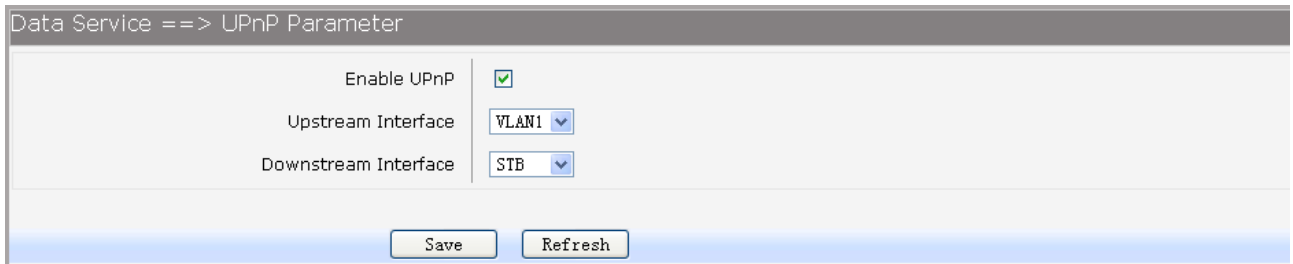 Data Service ==> UPnP Parameter
Enable UPnP
Upstream Interface VLAN1
Downstream Interface STB
Save Refresh